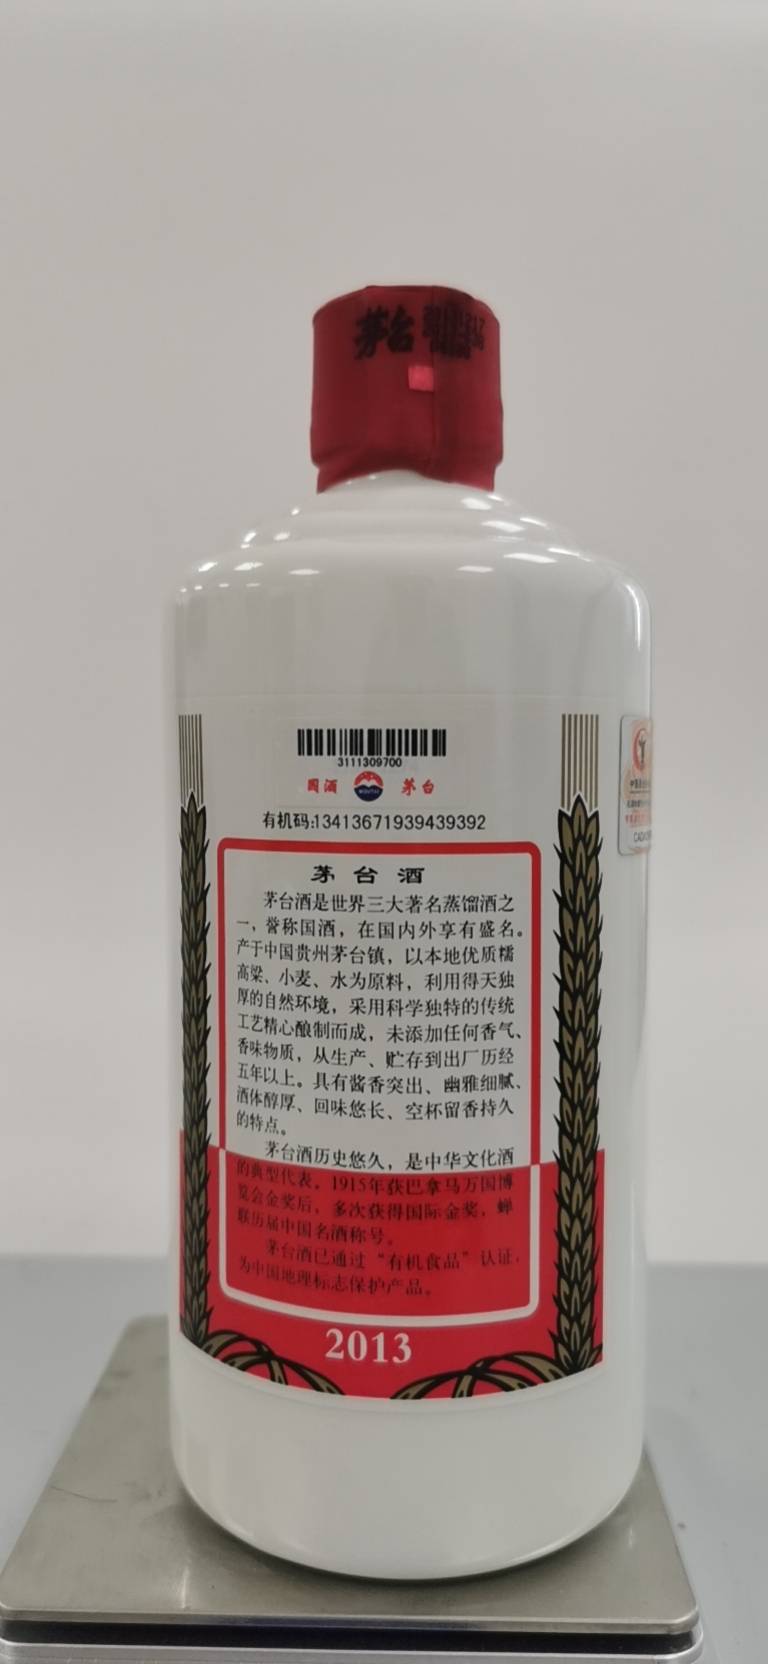 茅台
3111309700
国酒 茅台
MOUTAI
有机码:13413671939439392
茅台酒
茅台酒是世界三大著名蒸馏酒之
一，誉称国酒，在国内外享有盛名。
产于中国贵州茅台镇，以本地优质糯
高粱、小麦、水为原料，利用得天独
厚的自然环境，采用科学独特的传统
工艺精心酿制而成，未添加任何香气、
香味物质，从生产、贮存到出厂历经
五年以上。具有酱香突出、幽雅细腻、
酒体醇厚、回味悠长、空杯留香持久
的特点。
茅台酒历史悠久，是中华文化酒
的典型代表。1915年获巴拿马万国博
览会金奖后，多次获得国际金奖，蝉
联历届中国名酒称号。
茅台酒已通过“有机食品”认证，
为中国地理标志保护产品。
2013